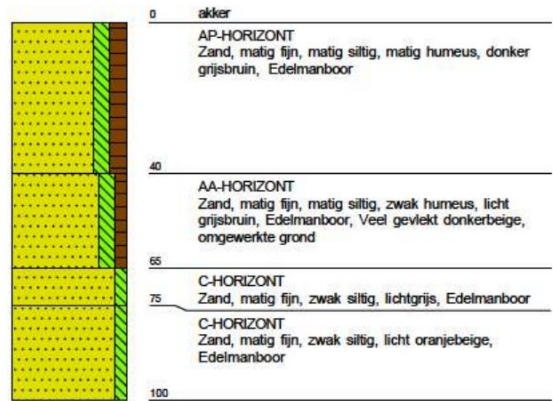 0 akker
AP-HORIZONT
Zand, matig fijn, matig siltig, matig humeus, donker
grijsbruin, Edelmanboor
40
AA-HORIZONT
Zand, matig fijn, matig siltig, zwak humeus, licht
grijsbruin, Edelmanboor, Veel gevlekt donkerbeige,
omgewerkte grond
65
C-HORIZONT
Zand, matig fijn, zwak siltig, lichtgrijs, Edelmanboor
75
C-HORIZONT
Zand, matig fijn, zwak siltig, licht oranjebeige,
Edelmanboor
100